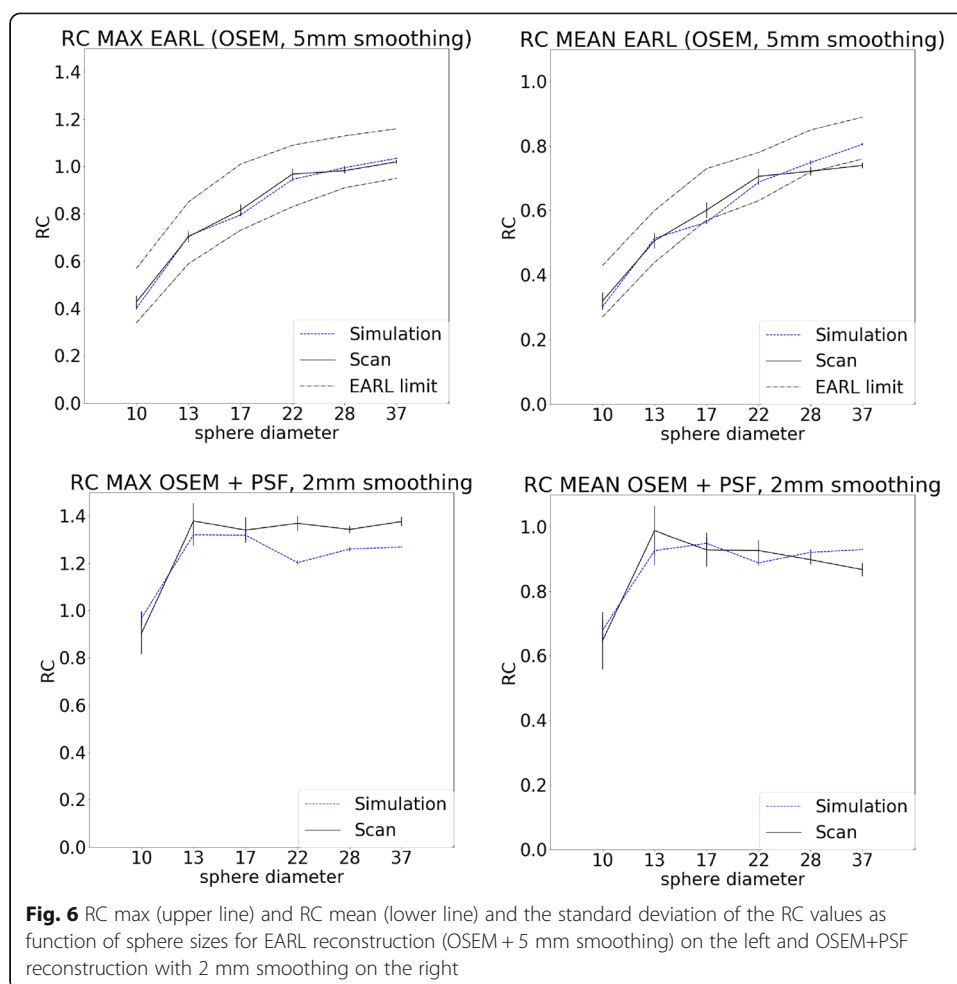 RC MAX EARL (OSEM, 5mm smoothing)
1.4
1.2
1.0
0.8
0.6
0.4
0.2
0.0
RC
10 13 17 22 28 37
sphere diameter
Simulation
Scan
EARL limit
RC MEAN EARL (OSEM, 5mm smoothing)
1.0
0.8
0.6
0.4
0.2
0.0
RC
10 13 17 22 28 37
sphere diameter
Simulation
Scan
EARL limit
RC MAX OSEM + PSF, 2mm smoothing
1.4
1.2
1.0
0.8
0.6
0.4
0.2
0.0
RC
10 13 17 22 28 37
sphere diameter
Simulation
Scan
RC MEAN OSEM + PSF, 2mm smoothing
1.0
0.8
0.6
0.4
0.2
0.0
RC
10 13 17 22 28 37
sphere diameter
Simulation
Scan
Fig. 6 RC max (upper line) and RC mean (lower line) and the standard deviation of the RC values as
function of sphere sizes for EARL reconstruction (OSEM + 5 mm smoothing) on the left and OSEM+PSF
reconstruction with 2 mm smoothing on the right